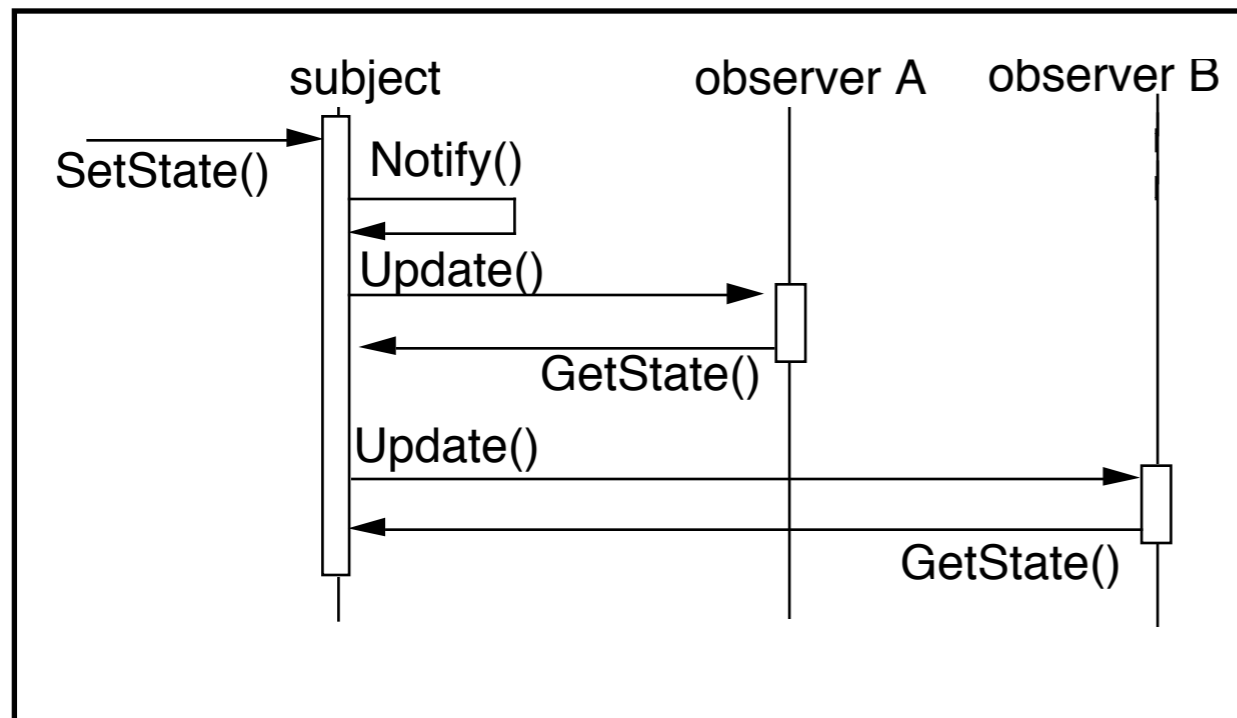 subject
observer A
observer B
SetState()
Notify()
Update()
GetState()
Update()
GetState()